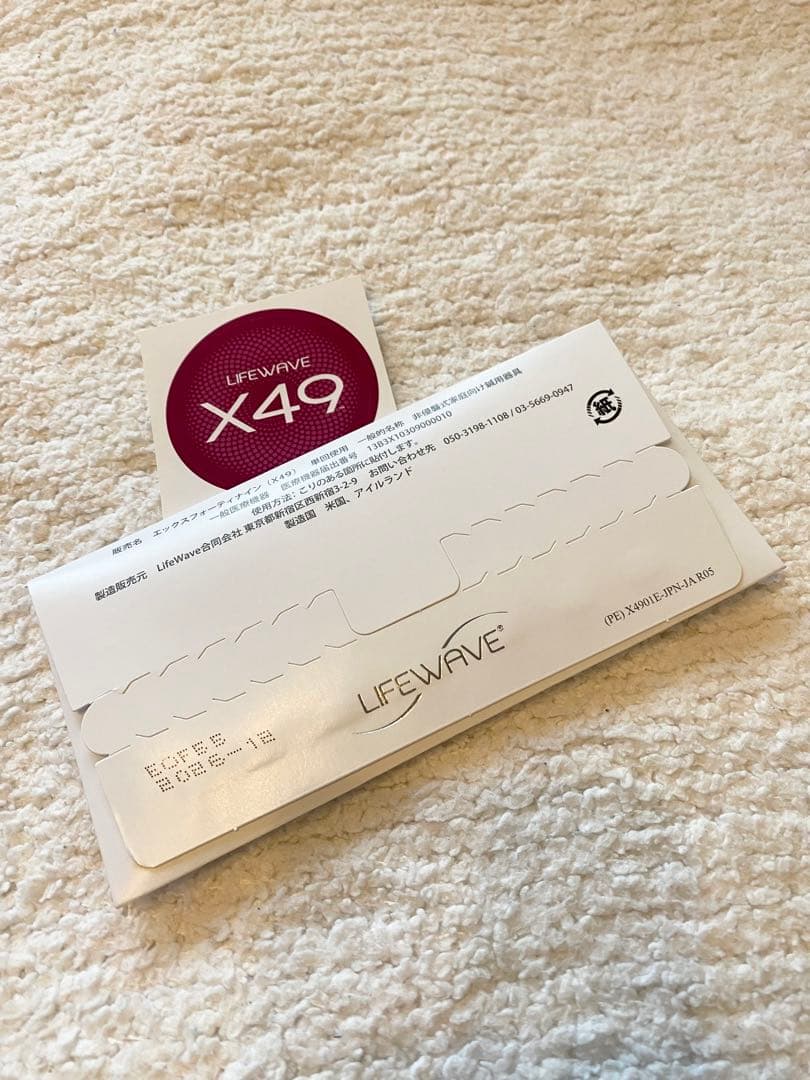 LIFEWAVE
X49™
販売名 エックスフォーティナイン（X49） 単回使用 一般的名称 非侵襲式家庭向け鍼用器具
一般医療機器 医療機器届出番号 13B3X10309000010
使用方法：こりのある箇所に貼付します。
製造販売元 LifeWave合同会社 東京都新宿区西新宿3-2-9 お問い合わせ先 050-3198-1108 / 03-5669-0947
製造国 米国、アイルランド
紙
(PE) X4901E-JPN-JA.R05
LIFEWAVE®